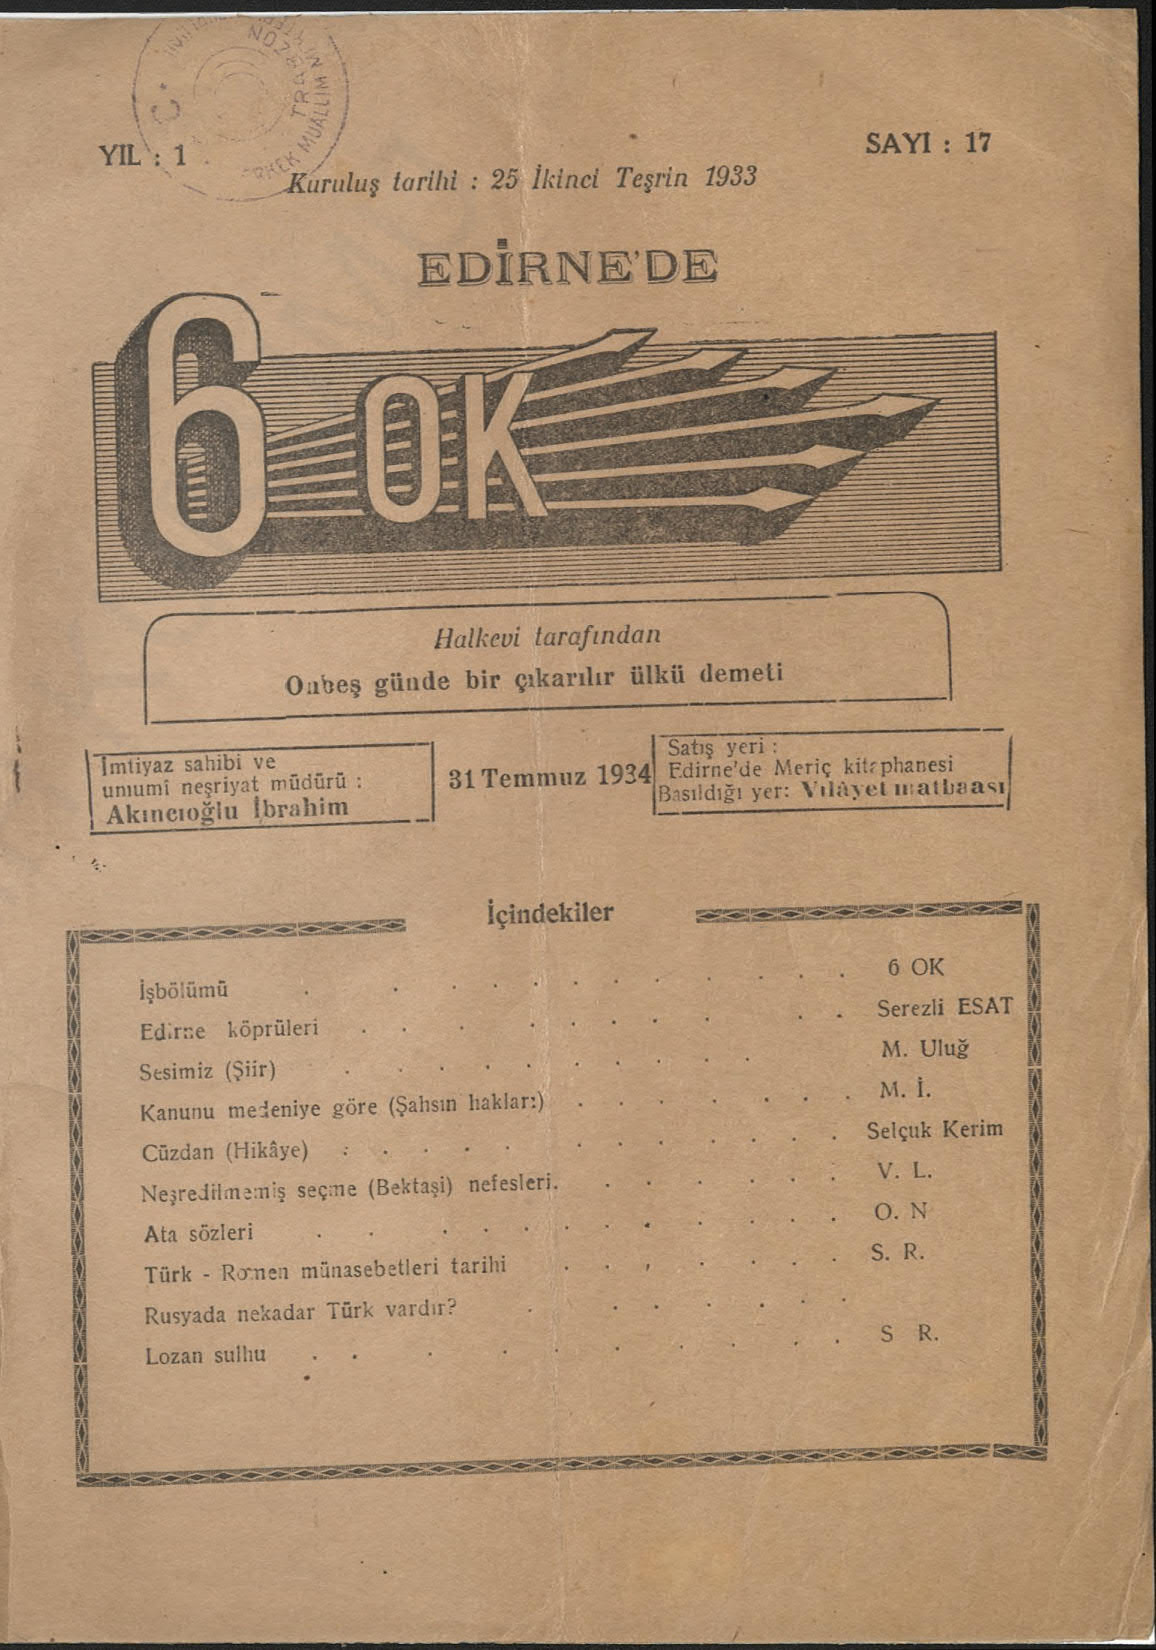 T.C.
TRABZON
ERKEK MUALLİM M
YIL : 1
SAYI : 17
Kuruluş tarihi : 25 İkinci Teşrin 1933
EDİRNE'DE
6 OK
Halkevi tarafından
Onbeş günde bir çıkarılır ülkü demeti
İmtiyaz sahibi ve
umumî neşriyat müdürü :
Akıncıoğlu İbrahim
31 Temmuz 1934
Satış yeri :
Edirne'de Meriç kitaphanesi
Basıldığı yer: Vilâyet matbaası
İçindekiler
İşbölümü . . . . . . . . . . 6 OK
Edirne köprüleri . . . . . . . . . Serezli ESAT
Sesimiz (Şiir) . . . . . . . . . M. Uluğ
Kanunu medeniye göre (Şahsın hakları) . . . . . . . M. İ.
Cüzdan (Hikâye) : . . . . . . . . . . Selçuk Kerim
Neşredilmemiş seçme (Bektaşi) nefesleri. . . . . . . V. L.
Ata sözleri . . . . . . . . . . . O. N
Türk - Romen münasebetleri tarihi . . . . . . . S. R.
Rusyada nekadar Türk vardır? . . . . . . .
Lozan sulhu . . . . . . . . . S R.